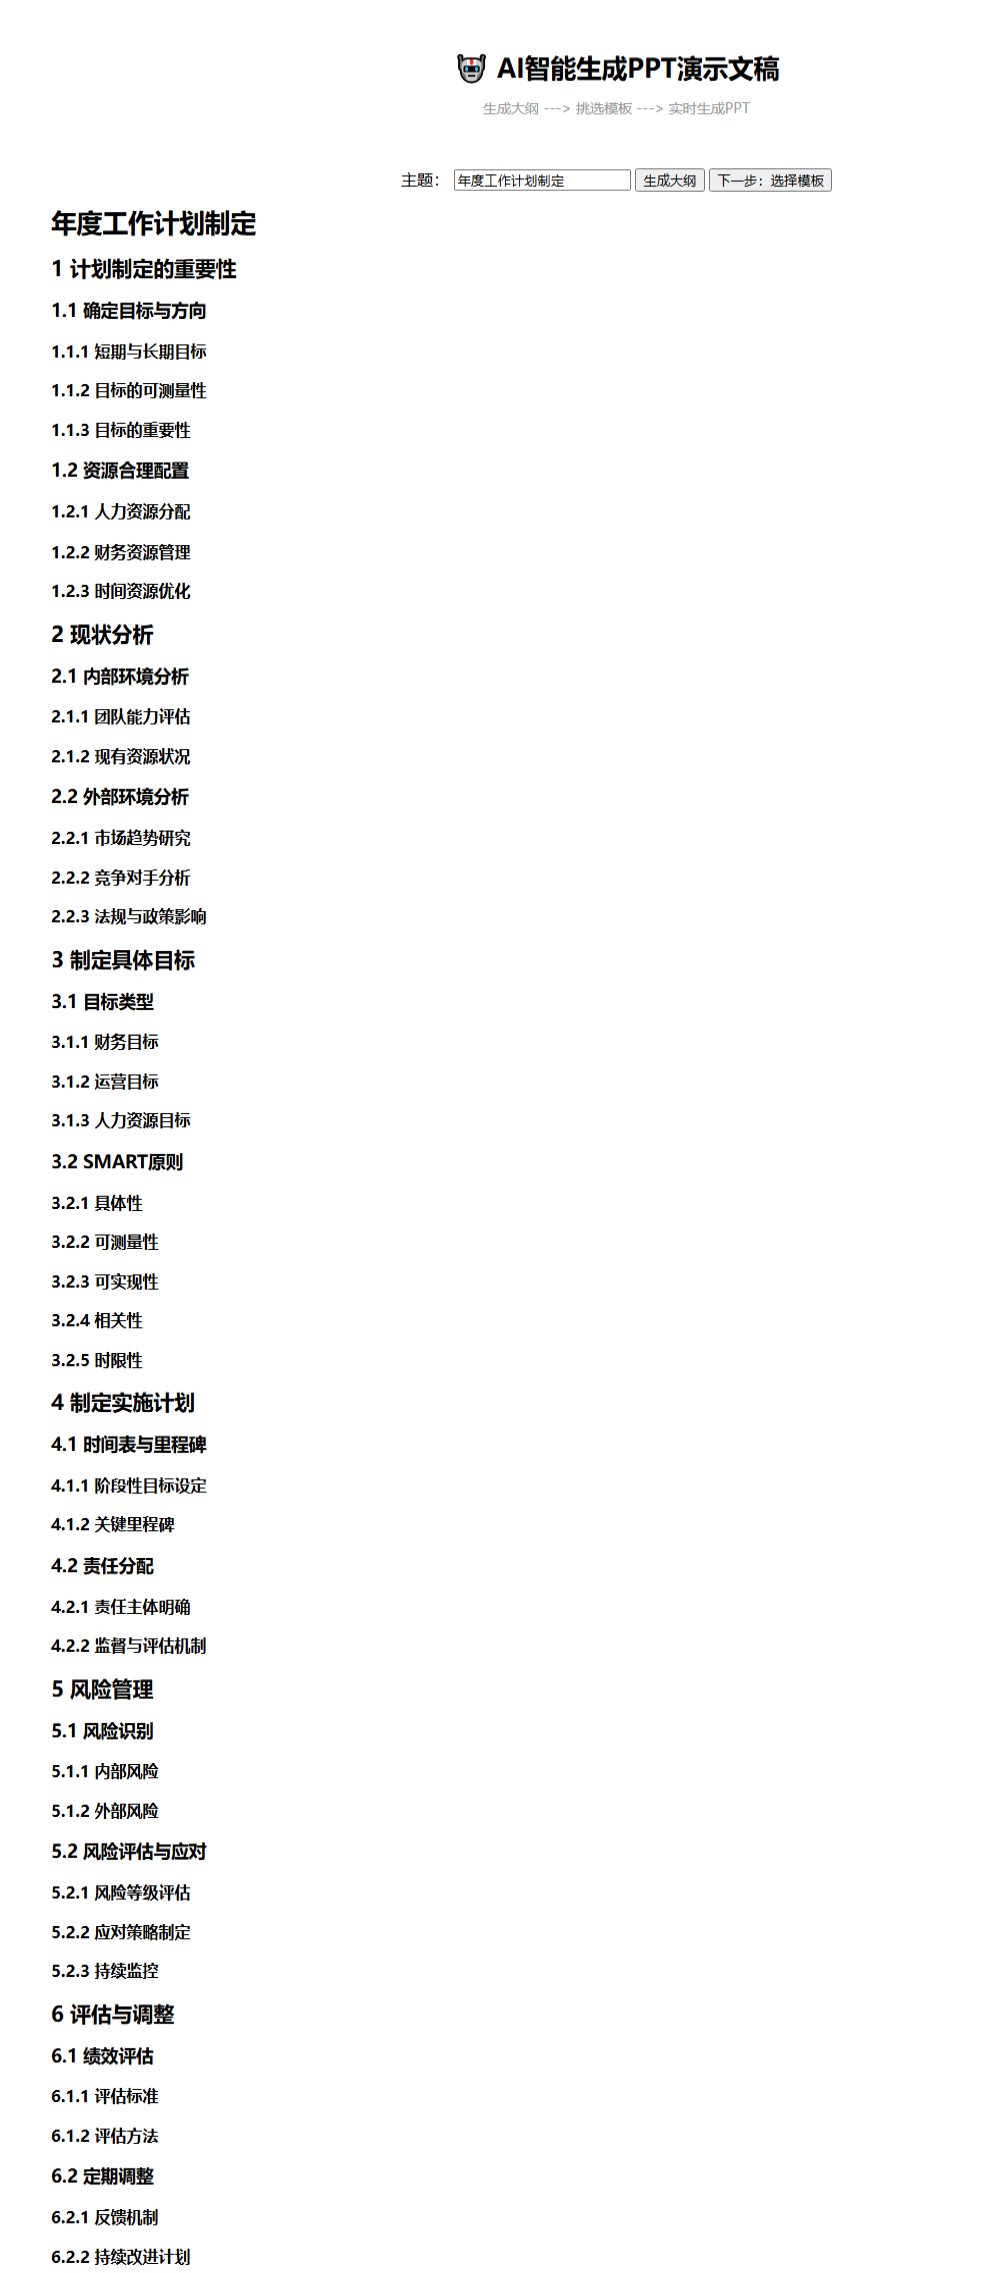 AI智能生成PPT演示文稿
生成大纲 ---> 挑选模板 ---> 实时生成PPT
主题： 年度工作计划制定 生成大纲 下一步：选择模板
年度工作计划制定
1 计划制定的重要性
1.1 确定目标与方向
1.1.1 短期与长期目标
1.1.2 目标的可测量性
1.1.3 目标的重要性
1.2 资源合理配置
1.2.1 人力资源分配
1.2.2 财务资源管理
1.2.3 时间资源优化
2 现状分析
2.1 内部环境分析
2.1.1 团队能力评估
2.1.2 现有资源状况
2.2 外部环境分析
2.2.1 市场趋势研究
2.2.2 竞争对手分析
2.2.3 法规与政策影响
3 制定具体目标
3.1 目标类型
3.1.1 财务目标
3.1.2 运营目标
3.1.3 人力资源目标
3.2 SMART原则
3.2.1 具体性
3.2.2 可测量性
3.2.3 可实现性
3.2.4 相关性
3.2.5 时限性
4 制定实施计划
4.1 时间表与里程碑
4.1.1 阶段性目标设定
4.1.2 关键里程碑
4.2 责任分配
4.2.1 责任主体明确
4.2.2 监督与评估机制
5 风险管理
5.1 风险识别
5.1.1 内部风险
5.1.2 外部风险
5.2 风险评估与应对
5.2.1 风险等级评估
5.2.2 应对策略制定
5.2.3 持续监控
6 评估与调整
6.1 绩效评估
6.1.1 评估标准
6.1.2 评估方法
6.2 定期调整
6.2.1 反馈机制
6.2.2 持续改进计划